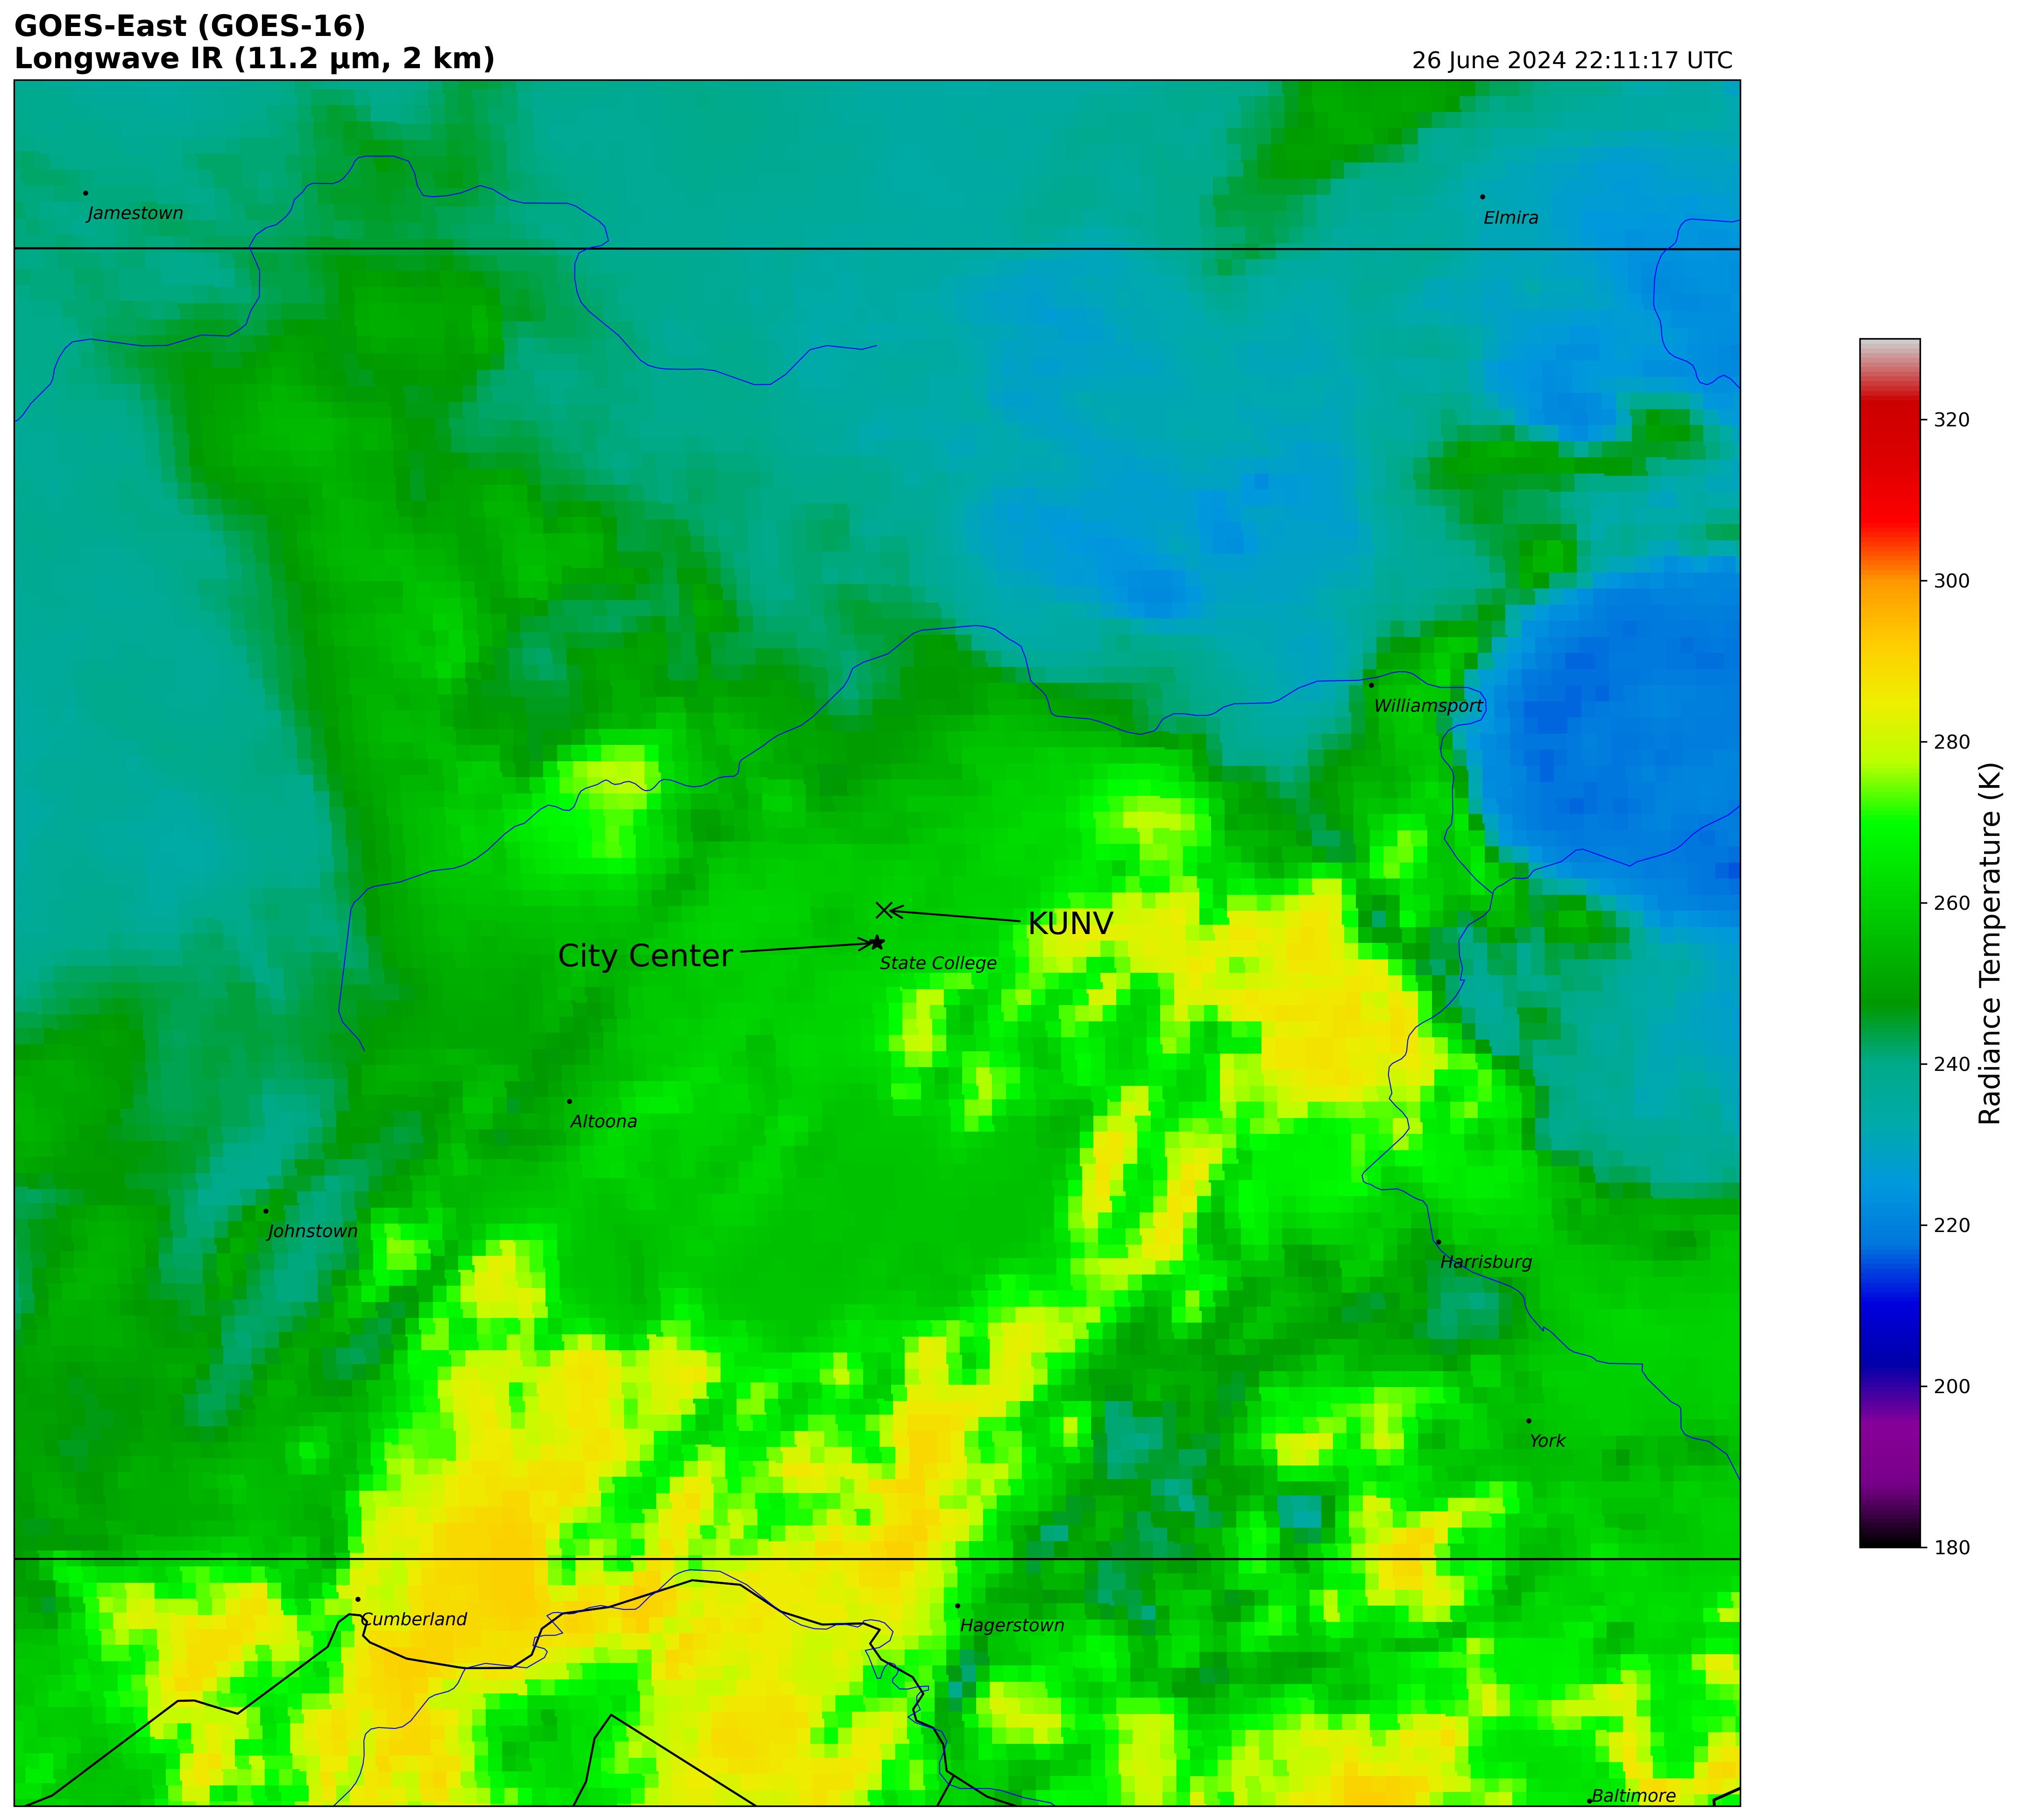 GOES-East (GOES-16)
Longwave IR (11.2 μm, 2 km)
26 June 2024 22:11:17 UTC
Jamestown
Elmira
Williamsport
KUNV
City Center
State College
Altoona
Johnstown
Harrisburg
York
Cumberland
Hagerstown
Baltimore
320
300
280
260
240
220
200
180
Radiance Temperature (K)